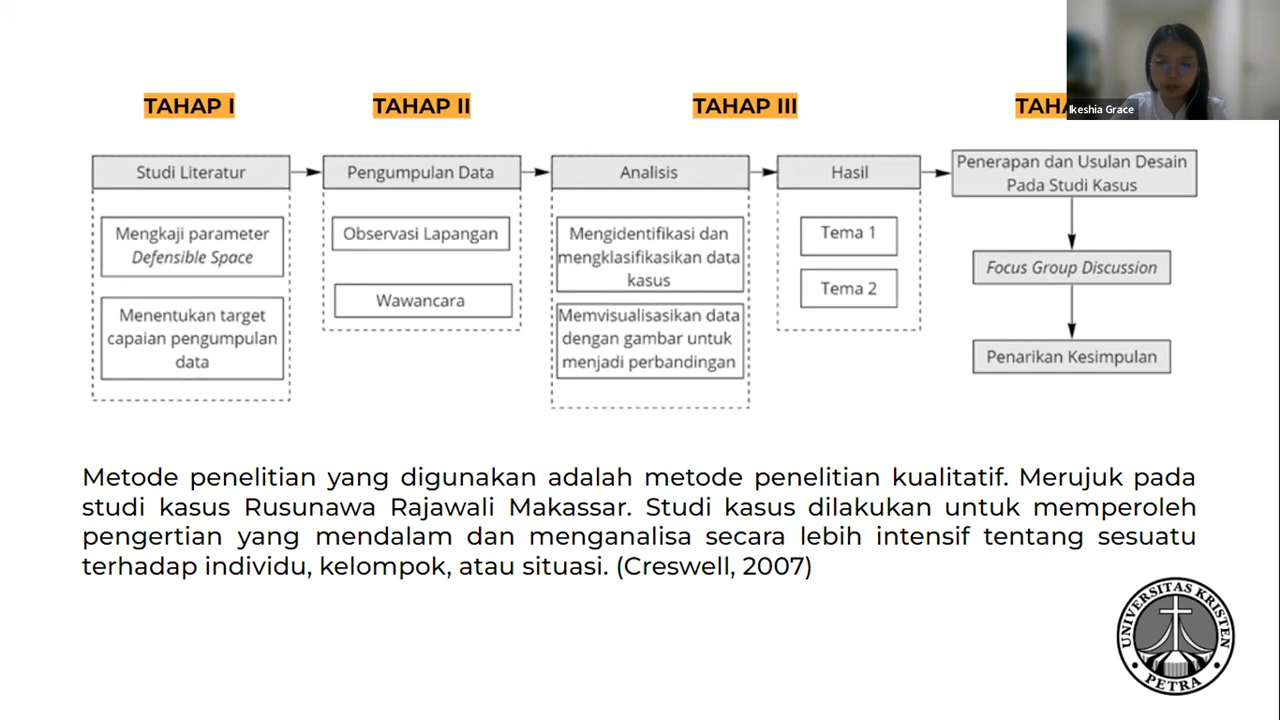 TAHAP I
TAHAP II
TAHAP III
Ikeshia Grace
Studi Literatur
Pengumpulan Data
Analisis
Hasil
Penerapan dan Usulan Desain
Pada Studi Kasus
Mengkaji parameter
Defensible Space
Menentukan target
capaian pengumpulan
data
Observasi Lapangan
Wawancara
Mengidentifikasi dan
mengklasifikasikan data
kasus
Memvisualisasikan data
dengan gambar untuk
menjadi perbandingan
Tema 1
Tema 2
Focus Group Discussion
Penarikan Kesimpulan
Metode penelitian yang digunakan adalah metode penelitian kualitatif. Merujuk pada
studi kasus Rusunawa Rajawali Makassar. Studi kasus dilakukan untuk memperoleh
pengertian yang mendalam dan menganalisa secara lebih intensif tentang sesuatu
terhadap individu, kelompok, atau situasi. (Creswell, 2007)
UNIVERSITAS KRISTEN
PETRA